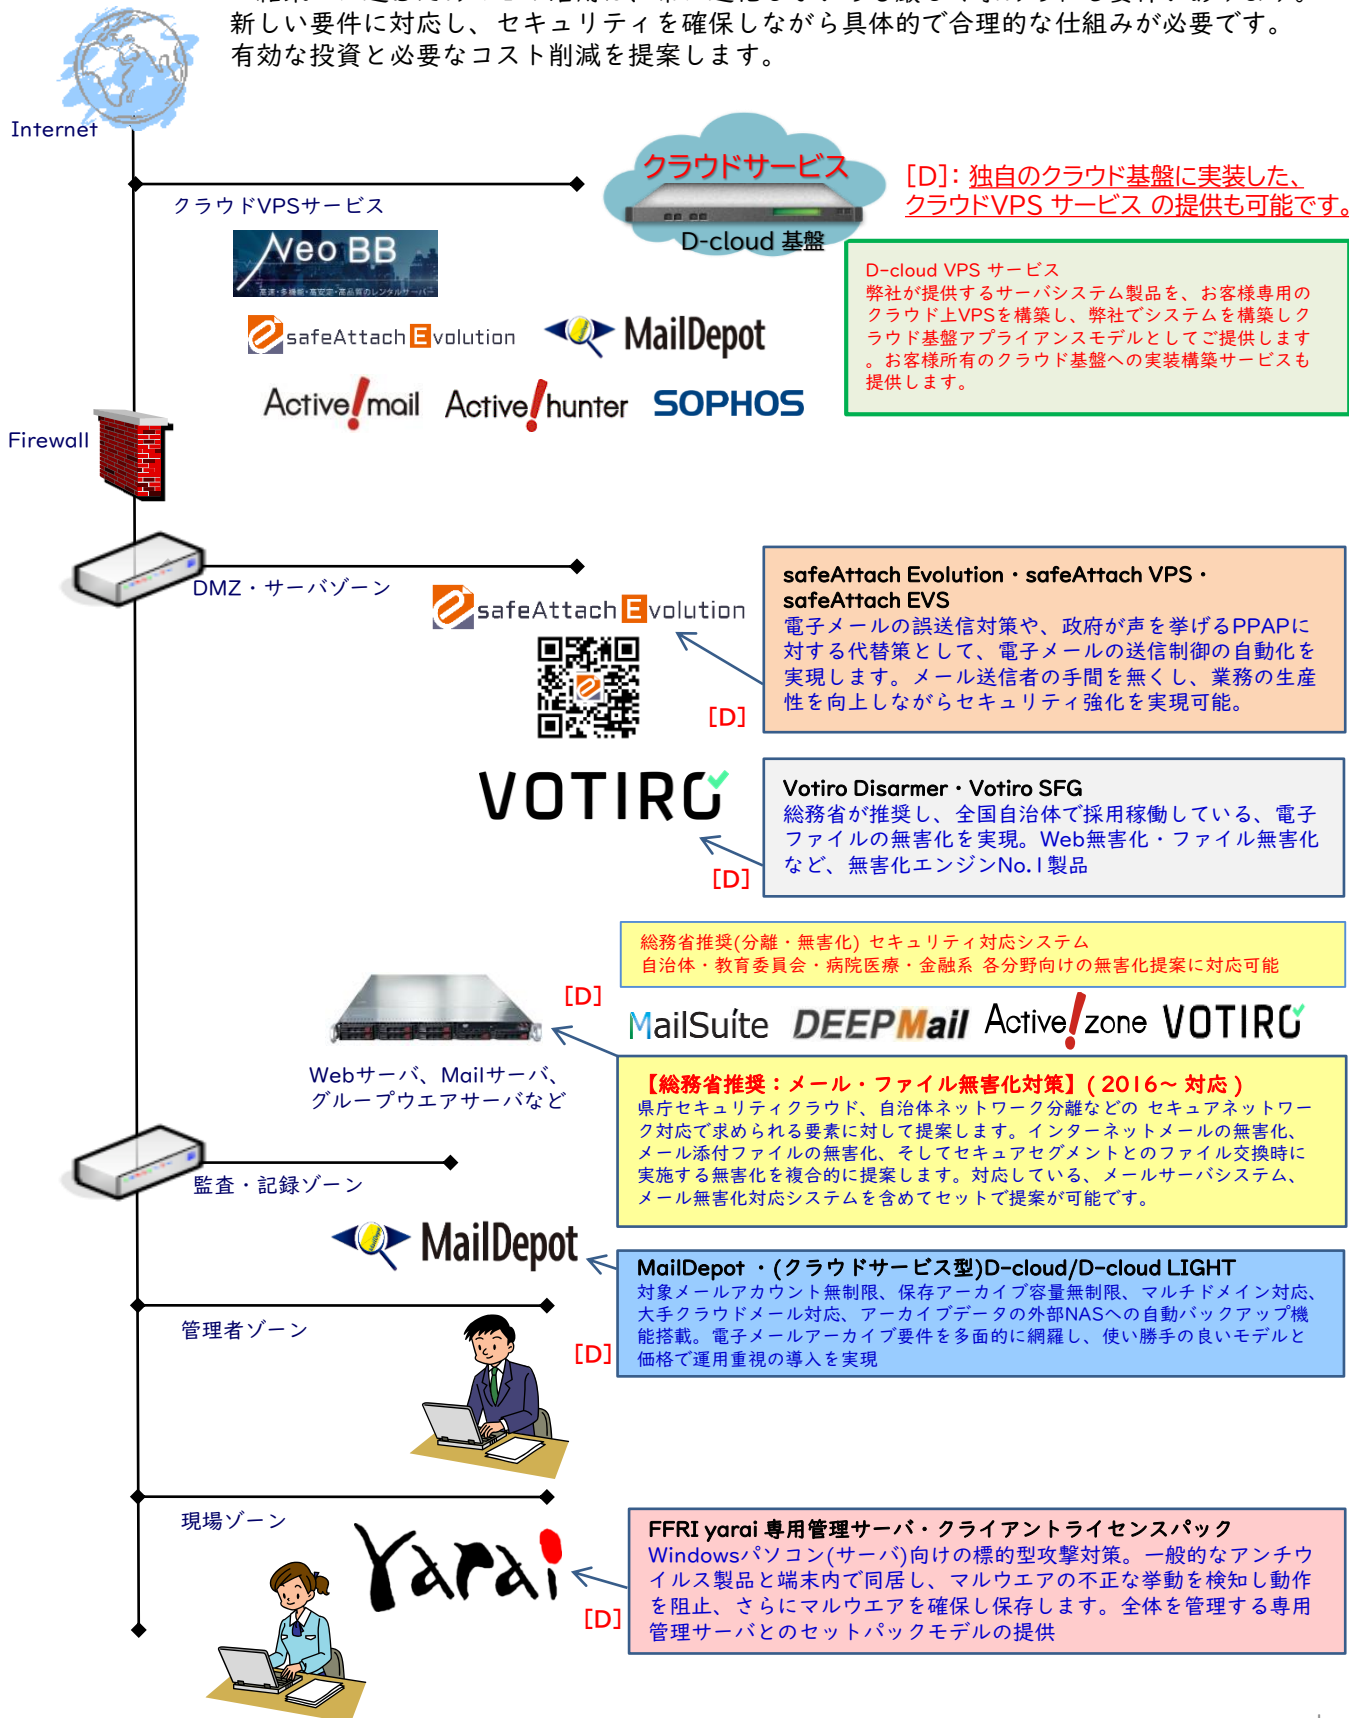 新しい要件に対応し、セキュリティを確保しながら具体的で合理的な仕組みが必要です。
有効な投資と必要なコスト削減を提案します。
Internet
クラウドサービス
D-cloud 基盤
[D]：独自のクラウド基盤に実装した、
クラウドVPS サービス の提供も可能です。
クラウドVPSサービス
Neo BB
高速・多機能・高安定・高品質のレンタルサーバー
D-cloud VPS サービス
弊社が提供するサーバシステム製品を、お客様専用の
クラウド上VPSを構築し、弊社でシステムを構築しク
ラウド基盤アプライアンスモデルとしてご提供します
。お客様所有のクラウド基盤への実装構築サービスも
提供します。
safeAttach Evolution
MailDepot
Active!mail
Active!hunter
SOPHOS
Firewall
DMZ・サーバゾーン
safeAttach Evolution
[D]
safeAttach Evolution・safeAttach VPS・
safeAttach EVS
電子メールの誤送信対策や、政府が声を挙げるPPAPに
対する代替策として、電子メールの送信制御の自動化を
実現します。メール送信者の手間を無くし、業務の生産
性を向上しながらセキュリティ強化を実現可能。
VOTIRO
[D]
Votiro Disarmer・Votiro SFG
総務省が推奨し、全国自治体で採用稼働している、電子
ファイルの無害化を実現。Web無害化・ファイル無害化
など、無害化エンジンNo.1製品
総務省推奨(分離・無害化) セキュリティ対応システム
自治体・教育委員会・病院医療・金融系 各分野向けの無害化提案に対応可能
[D]
MailSuite
DEEPMail
Active!zone
VOTIRO
Webサーバ、Mailサーバ、
グループウエアサーバなど
【総務省推奨：メール・ファイル無害化対策】( 2016～ 対応 )
県庁セキュリティクラウド、自治体ネットワーク分離などの セキュアネットワー
ク対応で求められる要素に対して提案します。インターネットメールの無害化、
メール添付ファイルの無害化、そしてセキュアセグメントとのファイル交換時に
実施する無害化を複合的に提案します。対応している、メールサーバシステム、
メール無害化対応システムを含めてセットで提案が可能です。
監査・記録ゾーン
MailDepot
[D]
MailDepot ・(クラウドサービス型)D-cloud/D-cloud LIGHT
対象メールアカウント無制限、保存アーカイブ容量無制限、マルチドメイン対応、
大手クラウドメール対応、アーカイブデータの外部NASへの自動バックアップ機
能搭載。電子メールアーカイブ要件を多面的に網羅し、使い勝手の良いモデルと
価格で運用重視の導入を実現
管理者ゾーン
現場ゾーン
Yarai
[D]
FFRI yarai 専用管理サーバ・クライアントライセンスパック
Windowsパソコン(サーバ)向けの標的型攻撃対策。一般的なアンチウ
イルス製品と端末内で同居し、マルウエアの不正な挙動を検知し動作
を阻止、さらにマルウエアを確保し保存します。全体を管理する専用
管理サーバとのセットパックモデルの提供